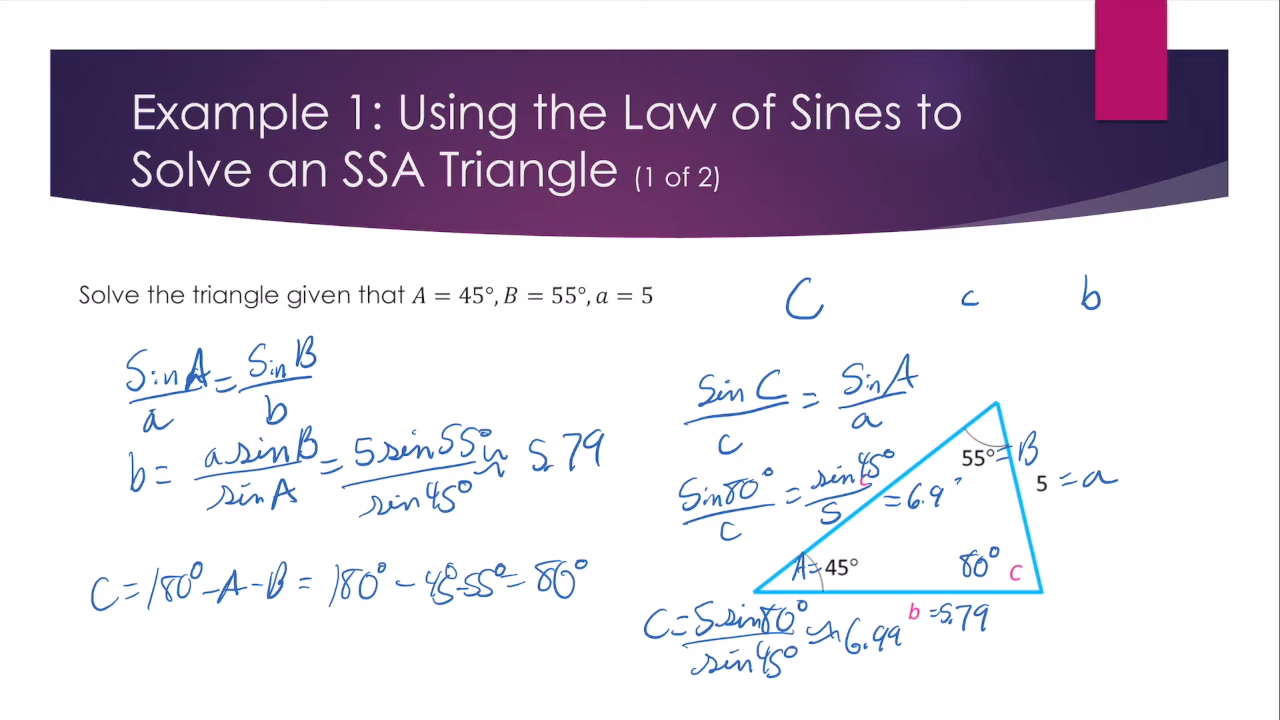 Example 1: Using the Law of Sines to
Solve an SSA Triangle (1 of 2)
Solve the triangle given that A = 45°, B = 55°, a = 5
C c b
Sin A / a = Sin B / b
b = a sin B / sin A = 5 sin 55° / sin 45° ≈ 5.79
C = 180° - A - B = 180° - 45° - 55° = 80°
Sin C / c = Sin A / a
Sin 80° / c = sin 45° / 5
c = 6.9
55° = B
5 = a
A = 45°
80° C
b = 5.79
C = 5 sin 80° / sin 45° ≈ 6.99